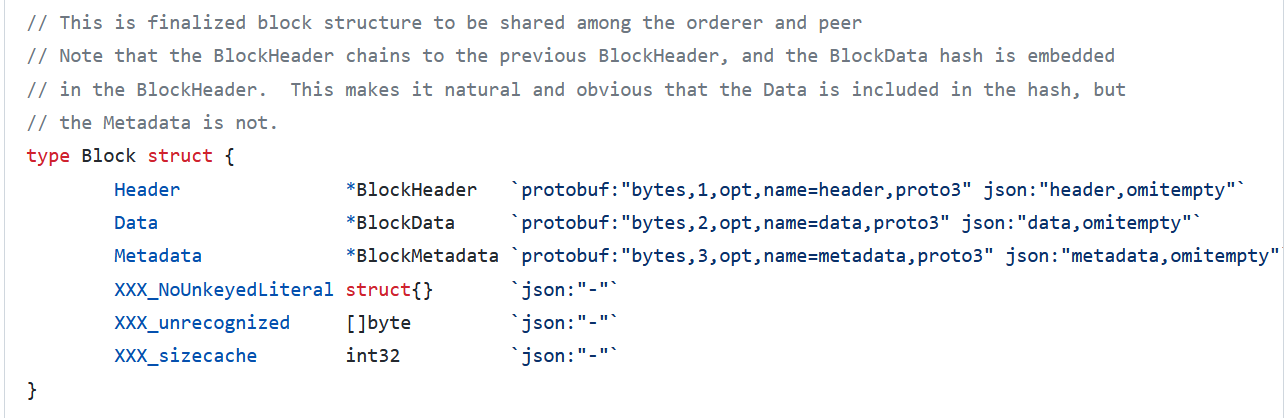 // This is finalized block structure to be shared among the orderer and peer
// Note that the BlockHeader chains to the previous BlockHeader, and the BlockData hash is embedded
// in the BlockHeader.  This makes it natural and obvious that the Data is included in the hash, but
// the Metadata is not.
type Block struct {
        Header               *BlockHeader   `protobuf:"bytes,1,opt,name=header,proto3" json:"header,omitempty"`
        Data                 *BlockData     `protobuf:"bytes,2,opt,name=data,proto3" json:"data,omitempty"`
        Metadata             *BlockMetadata `protobuf:"bytes,3,opt,name=metadata,proto3" json:"metadata,omitempty"`
        XXX_NoUnkeyedLiteral struct{}       `json:"-"`
        XXX_unrecognized     []byte         `json:"-"`
        XXX_sizecache        int32          `json:"-"`
}